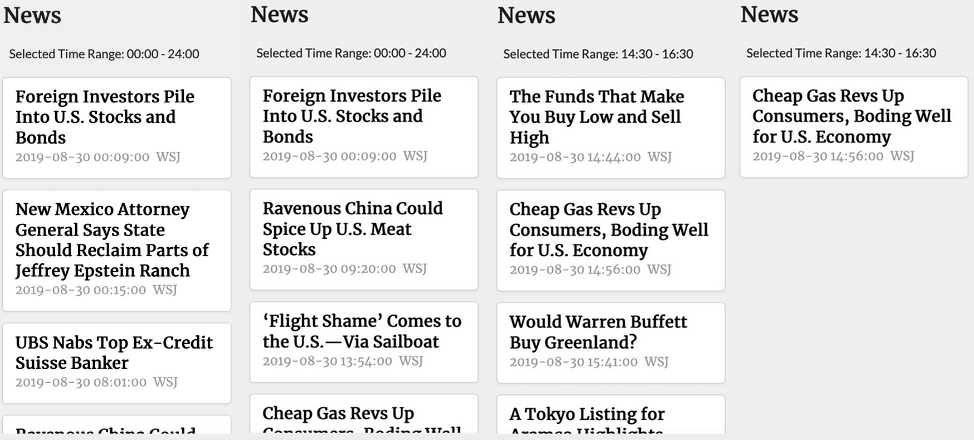 News
Selected Time Range: 00:00 - 24:00
Foreign Investors Pile
Into U.S. Stocks and
Bonds
2019-08-30 00:09:00 WSJ
New Mexico Attorney
General Says State
Should Reclaim Parts of
Jeffrey Epstein Ranch
2019-08-30 00:15:00 WSJ
UBS Nabs Top Ex-Credit
Suisse Banker
2019-08-30 08:01:00 WSJ
Ravenous China Could
News
Selected Time Range: 00:00 - 24:00
Foreign Investors Pile
Into U.S. Stocks and
Bonds
2019-08-30 00:09:00 WSJ
Ravenous China Could
Spice Up U.S. Meat
Stocks
2019-08-30 09:20:00 WSJ
‘Flight Shame’ Comes to
the U.S.—Via Sailboat
2019-08-30 13:54:00 WSJ
Cheap Gas Revs Up
Consumers, Boding Well
News
Selected Time Range: 14:30 - 16:30
The Funds That Make
You Buy Low and Sell
High
2019-08-30 14:44:00 WSJ
Cheap Gas Revs Up
Consumers, Boding Well
for U.S. Economy
2019-08-30 14:56:00 WSJ
Would Warren Buffett
Buy Greenland?
2019-08-30 15:41:00 WSJ
A Tokyo Listing for
Aramco Highlights
News
Selected Time Range: 14:30 - 16:30
Cheap Gas Revs Up
Consumers, Boding Well
for U.S. Economy
2019-08-30 14:56:00 WSJ